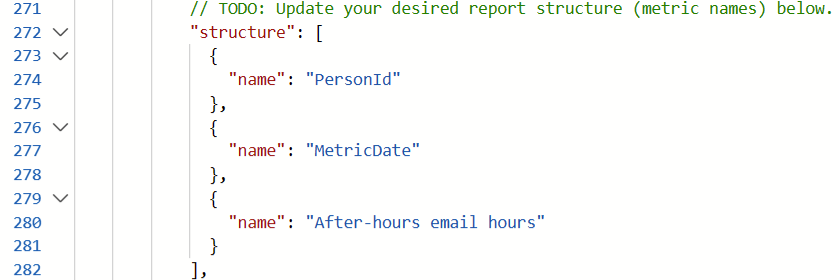 271 // TODO: Update your desired report structure (metric names) below.
272 "structure": [
273 {
274 "name": "PersonId"
275 },
276 {
277 "name": "MetricDate"
278 },
279 {
280 "name": "After-hours email hours"
281 }
282 ],